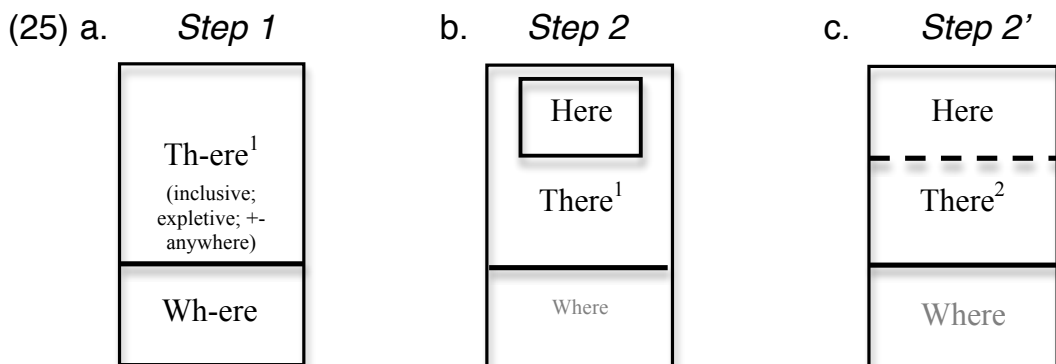 (25) a. Step 1 b. Step 2 c. Step 2’
Th-ere¹
(inclusive;
expletive; +-
anywhere)
Wh-ere
Here
There¹
Where
Here
There²
Where